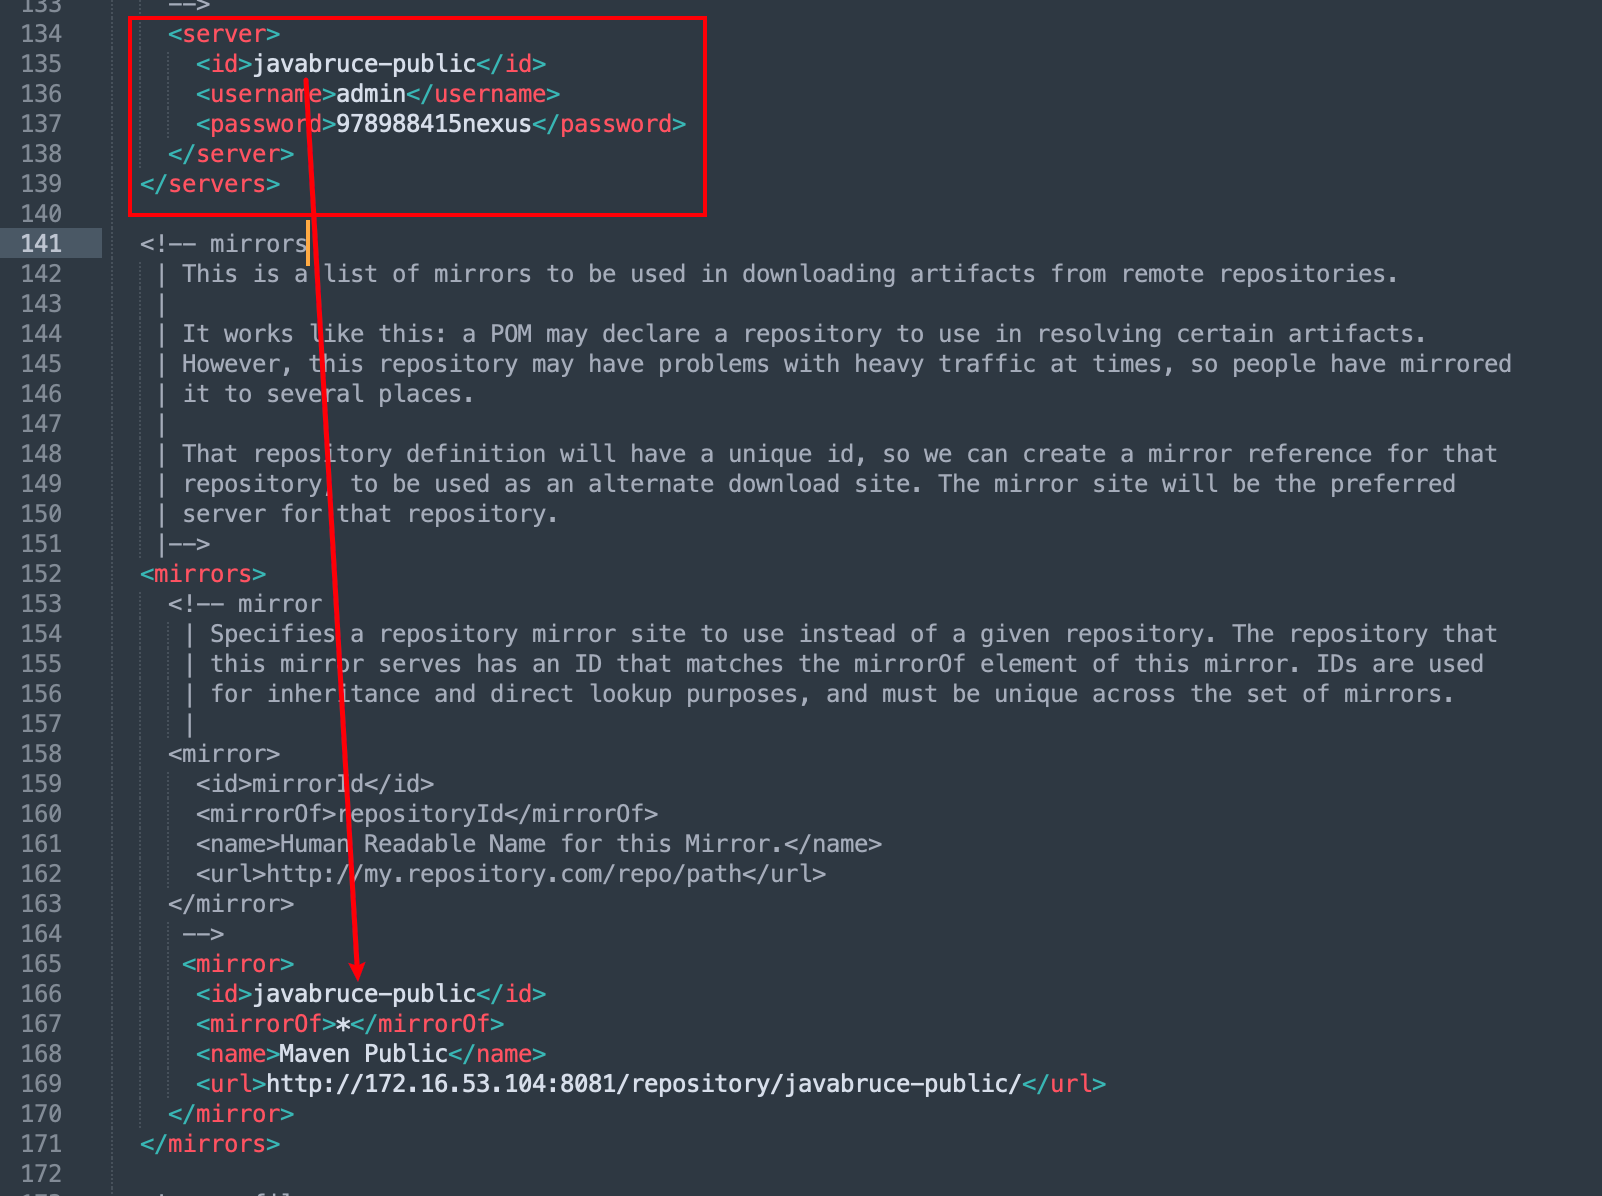 133 -->
134 <server>
135 <id>javabruce-public</id>
136 <username>admin</username>
137 <password>978988415nexus</password>
138 </server>
139 </servers>
140
141 <!-- mirrors
142 | This is a list of mirrors to be used in downloading artifacts from remote repositories.
143 |
144 | It works like this: a POM may declare a repository to use in resolving certain artifacts.
145 | However, this repository may have problems with heavy traffic at times, so people have mirrored
146 | it to several places.
147 |
148 | That repository definition will have a unique id, so we can create a mirror reference for that
149 | repository, to be used as an alternate download site. The mirror site will be the preferred
150 | server for that repository.
151 |-->
152 <mirrors>
153 <!-- mirror
154 | Specifies a repository mirror site to use instead of a given repository. The repository that
155 | this mirror serves has an ID that matches the mirrorOf element of this mirror. IDs are used
156 | for inheritance and direct lookup purposes, and must be unique across the set of mirrors.
157 |
158 <mirror>
159 <id>mirrorId</id>
160 <mirrorOf>repositoryId</mirrorOf>
161 <name>Human Readable Name for this Mirror.</name>
162 <url>http://my.repository.com/repo/path</url>
163 </mirror>
164 -->
165 <mirror>
166 <id>javabruce-public</id>
167 <mirrorOf>*</mirrorOf>
168 <name>Maven Public</name>
169 <url>http://172.16.53.104:8081/repository/javabruce-public/</url>
170 </mirror>
171 </mirrors>
172